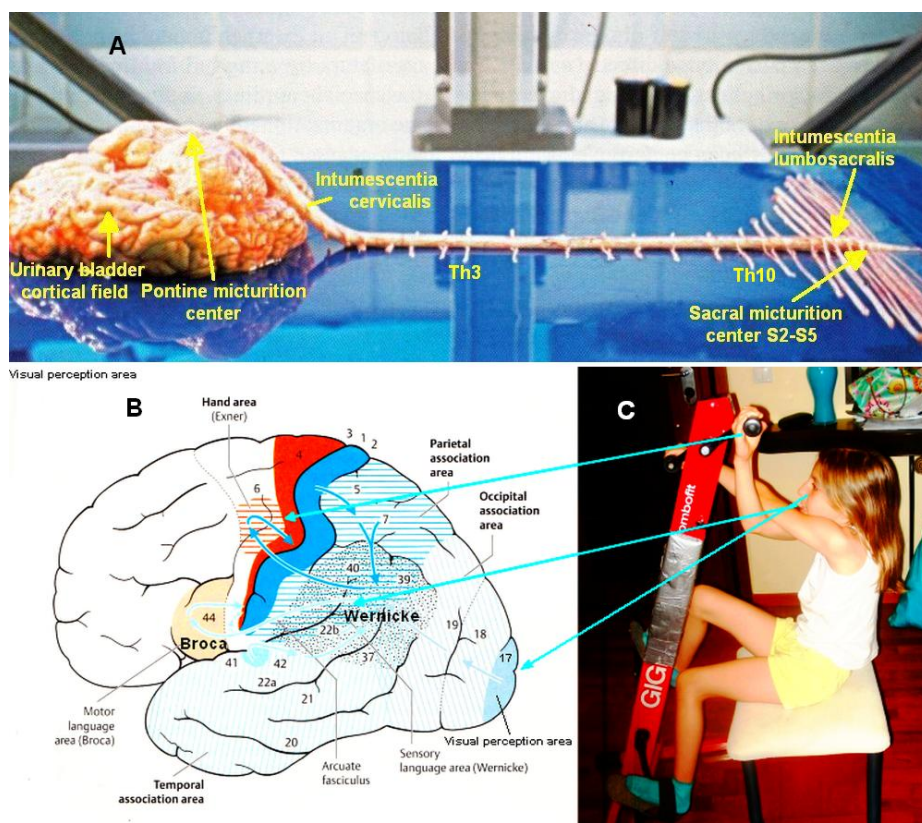 A
Intumescentia
lumbosacralis
Intumescentia
cervicalis
Urinary bladder
cortical field
Pontine micturition
center
Th3
Th10
Sacral micturition
center S2-S5
Visual perception area
B
C
Hand area
(Exner)
3
1
2
4
Parietal
association
area
6
5
Occipital
association
area
7
40
39
Wernicke
44
Broca
22b
19
18
17
41
42
37
22a
21
20
Motor
language
area (Broca)
Temporal
association area
Arcuate
fasciculus
Sensory
language area (Wernicke)
Visual perception area
ombofit
GIGI